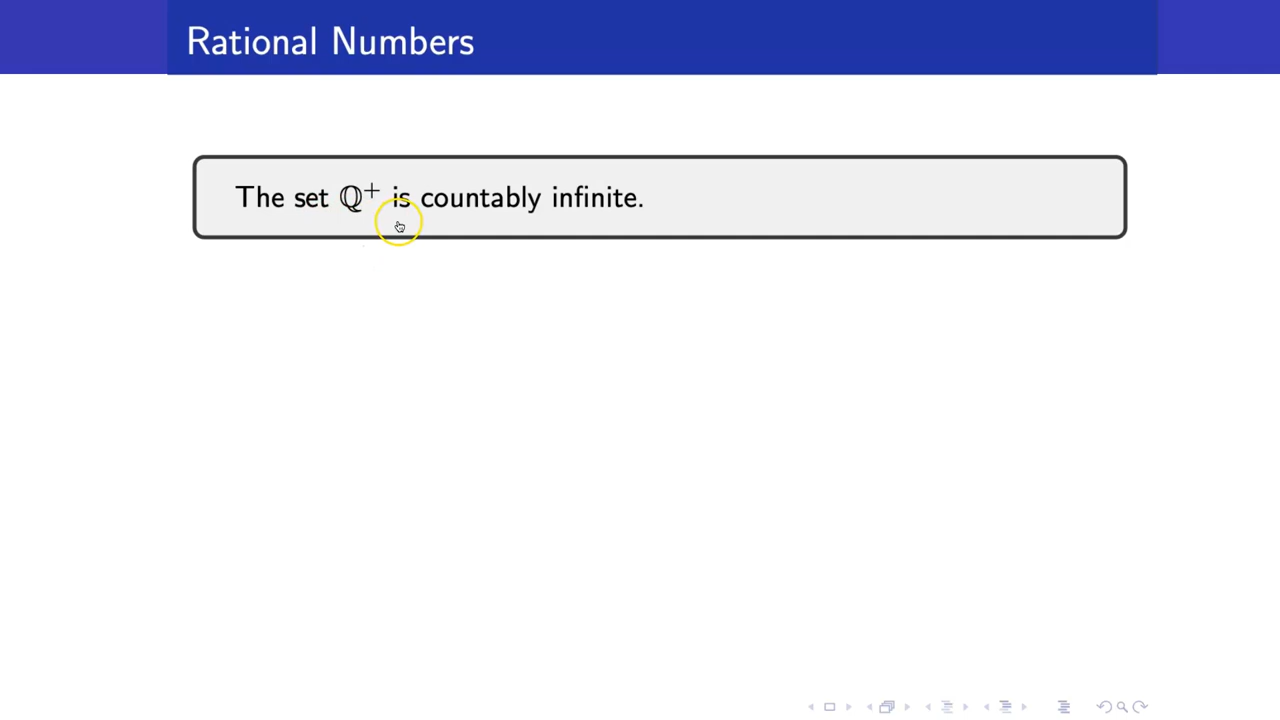 Rational Numbers
The set ℚ⁺ is countably infinite.